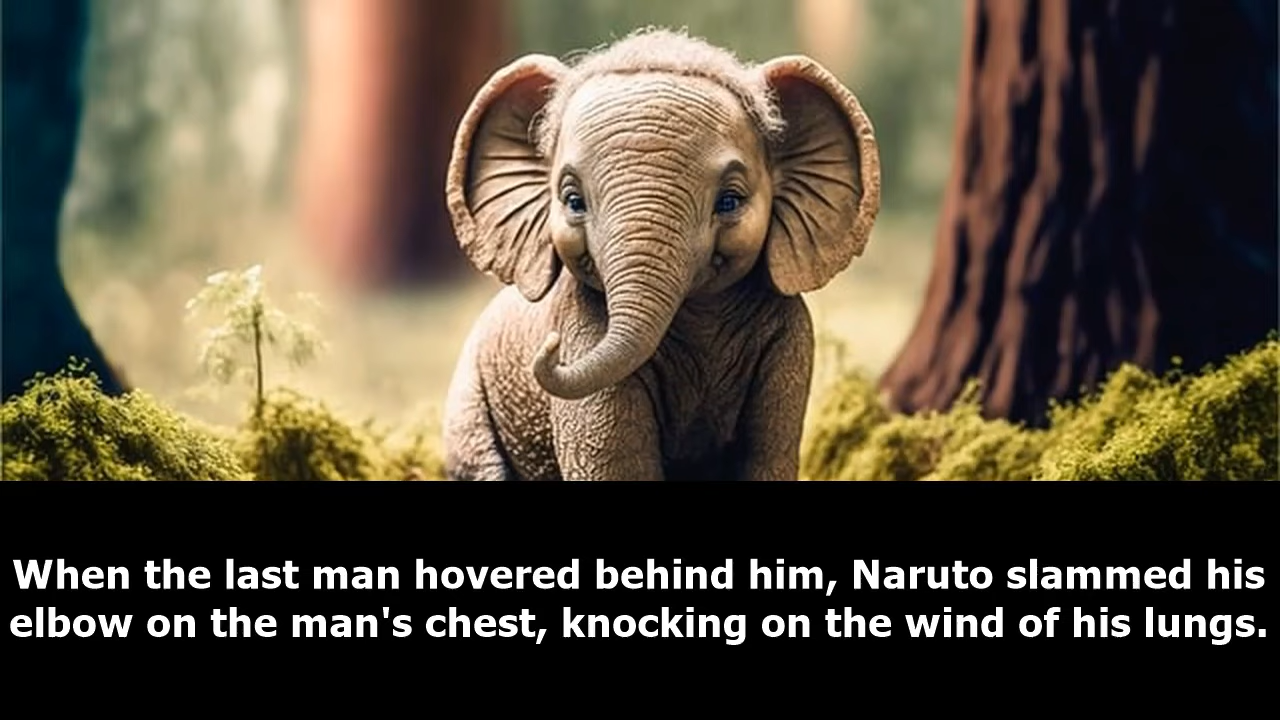 When the last man hovered behind him, Naruto slammed his
elbow on the man's chest, knocking on the wind of his lungs.